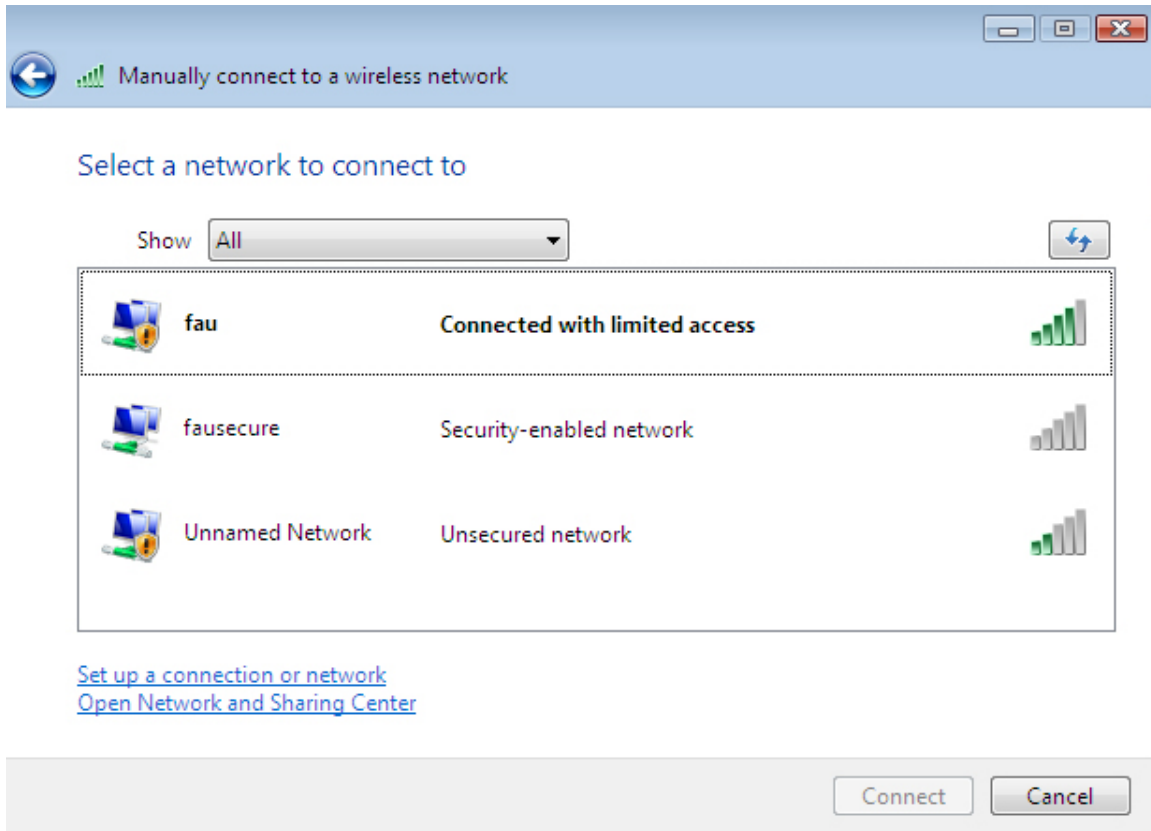 Manually connect to a wireless network
Select a network to connect to
Show All
fau Connected with limited access
fausecure Security-enabled network
Unnamed Network Unsecured network
Set up a connection or network
Open Network and Sharing Center
Connect Cancel